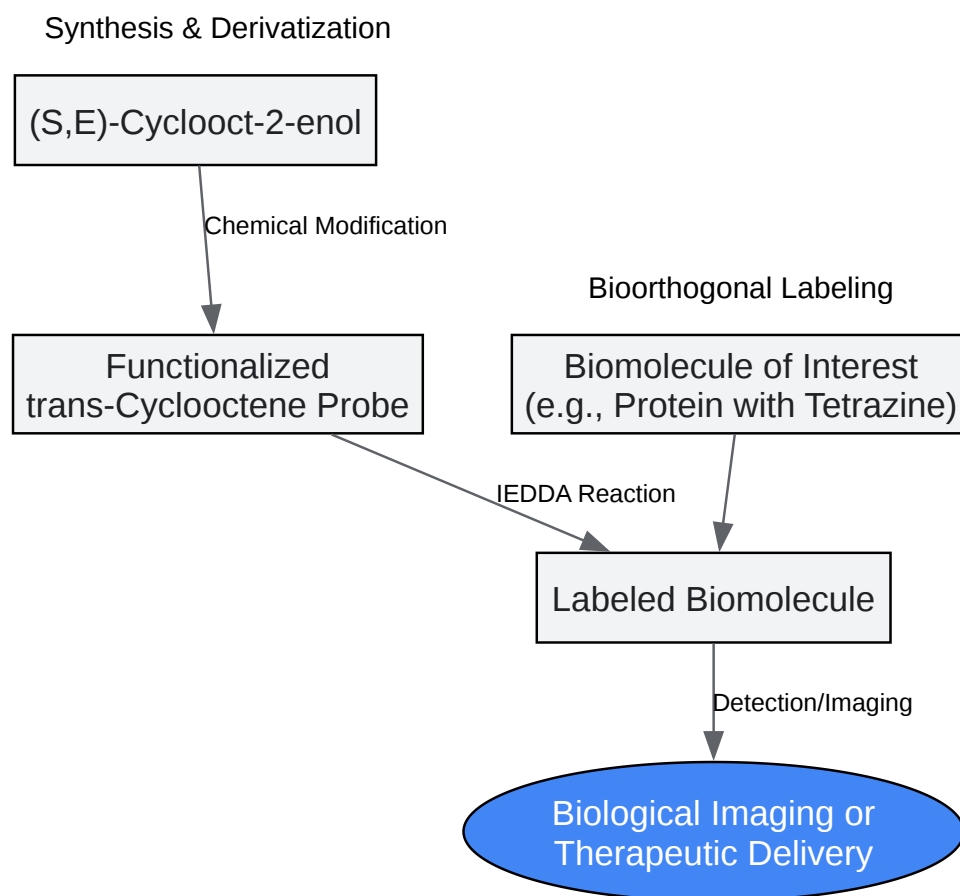 Synthesis & Derivatization
(S,E)-Cyclooct-2-enol
Chemical Modification
Bioorthogonal Labeling
Functionalized
trans-Cyclooctene Probe
Biomolecule of Interest
(e.g., Protein with Tetrazine)
IEDDA Reaction
Labeled Biomolecule
Detection/Imaging
Biological Imaging or
Therapeutic Delivery